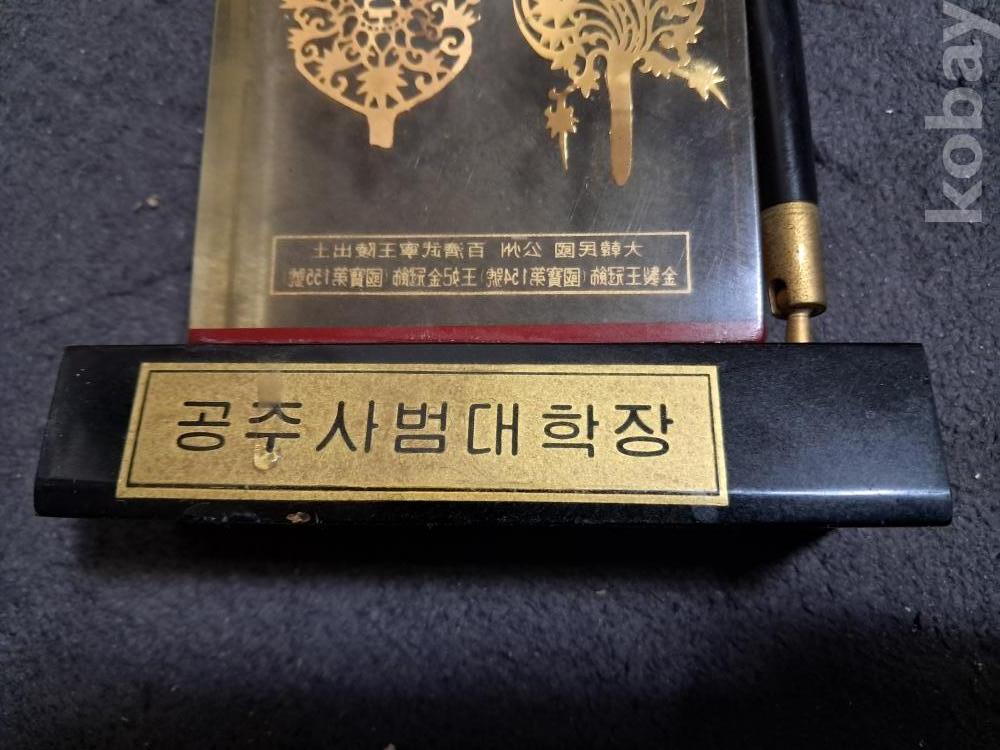 大韓民國 公州 百濟武寧王陵出土
金製王冠飾(國寶第154號) 王妃金冠飾(國寶第155號)
공주사범대학장
kobay